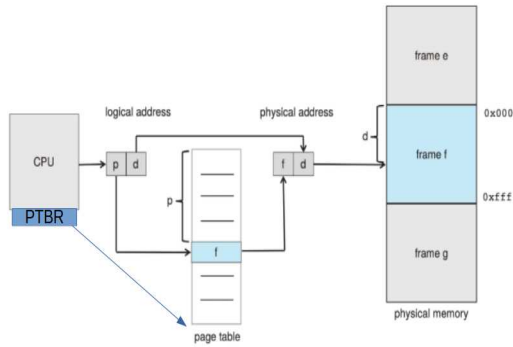 frame e
logical address
physical address
0x000
d
CPU
p d
f d
frame f
p
0xfff
PTBR
f
frame g
physical memory
page table